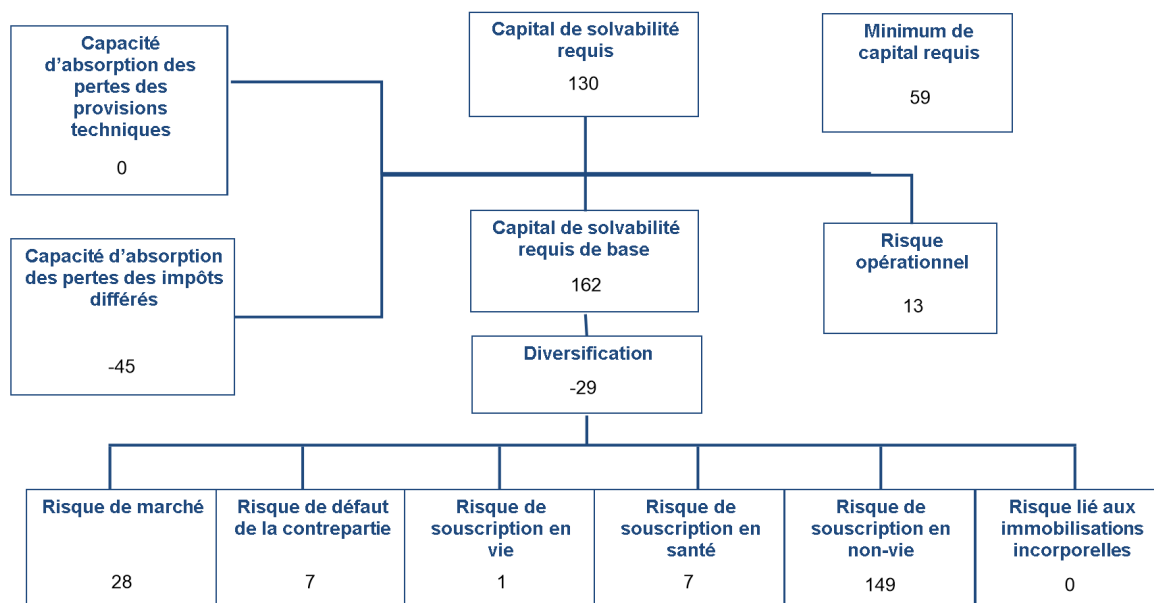 Capacité
d'absorption des
pertes des
provisions
techniques
0
Capital de solvabilité
requis
130
Minimum de
capital requis
59
Capacité d'absorption
des pertes des impôts
différés
-45
Capital de solvabilité
requis de base
162
Risque
opérationnel
13
Diversification
-29
Risque de marché
28
Risque de défaut
de la contrepartie
7
Risque de
souscription en
vie
1
Risque de
souscription en
santé
7
Risque de
souscription en
non-vie
149
Risque lié aux
immobilisations
incorporelles
0